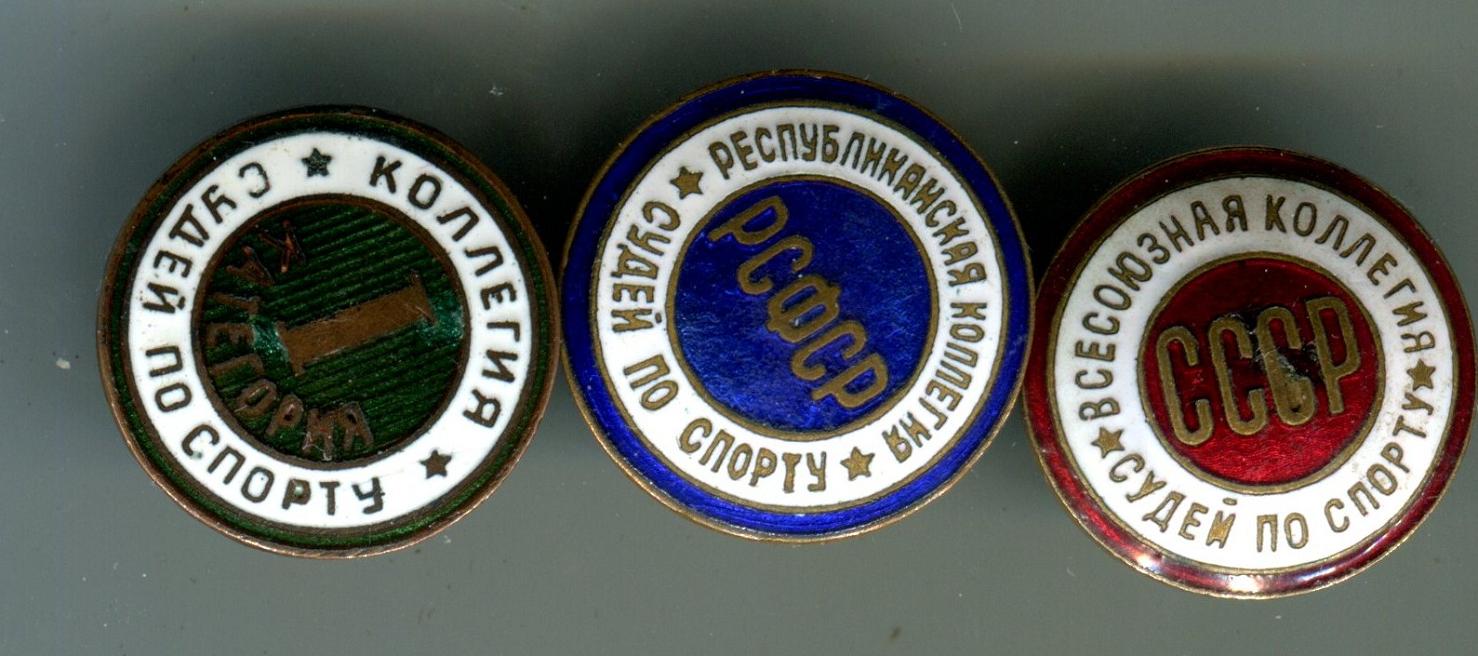 КОЛЛЕГИЯ
СУДЕЙ ПО СПОРТУ
I
КАТЕГОРИЯ
РЕСПУБЛИКАНСКАЯ КОЛЛЕГИЯ
СУДЕЙ ПО СПОРТУ
РСФСР
ВСЕСОЮЗНАЯ КОЛЛЕГИЯ
СУДЕЙ ПО СПОРТУ
СССР